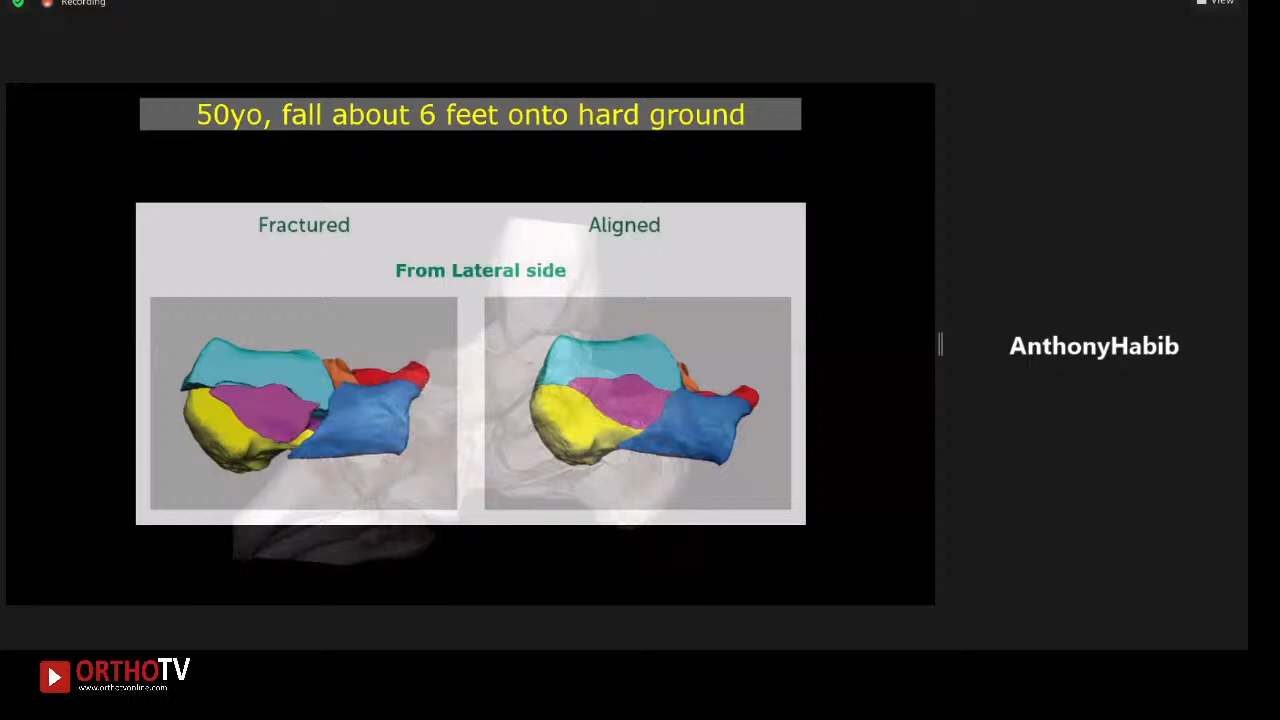 Recording
View
50yo, fall about 6 feet onto hard ground
Fractured
Aligned
From Lateral side
AnthonyHabib
ORTHOTV
www.orthotvonline.com